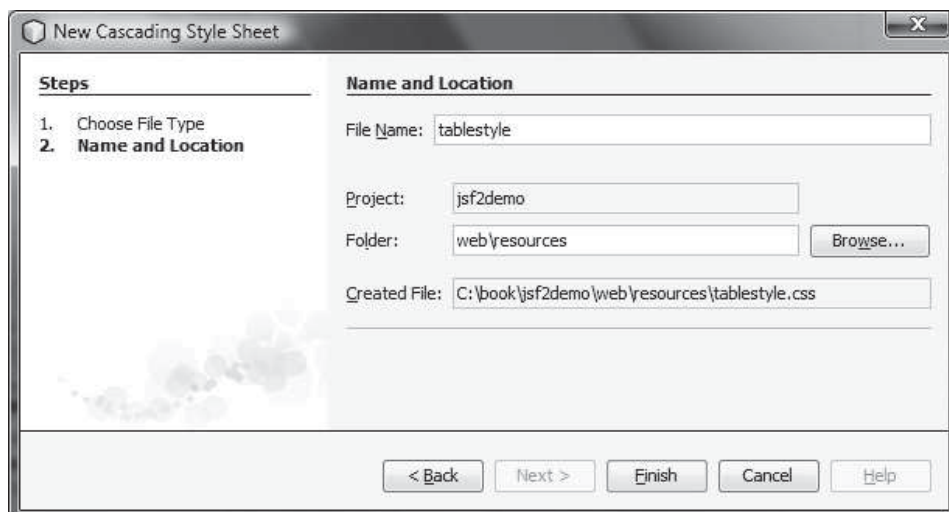 New Cascading Style Sheet
Steps
1. Choose File Type
2. Name and Location
Name and Location
File Name: tablestyle
Project: jsf2demo
Folder: web\resources
Browse...
Created File: C:\book\jsf2demo\web\resources\tablestyle.css
< Back
Next >
Finish
Cancel
Help